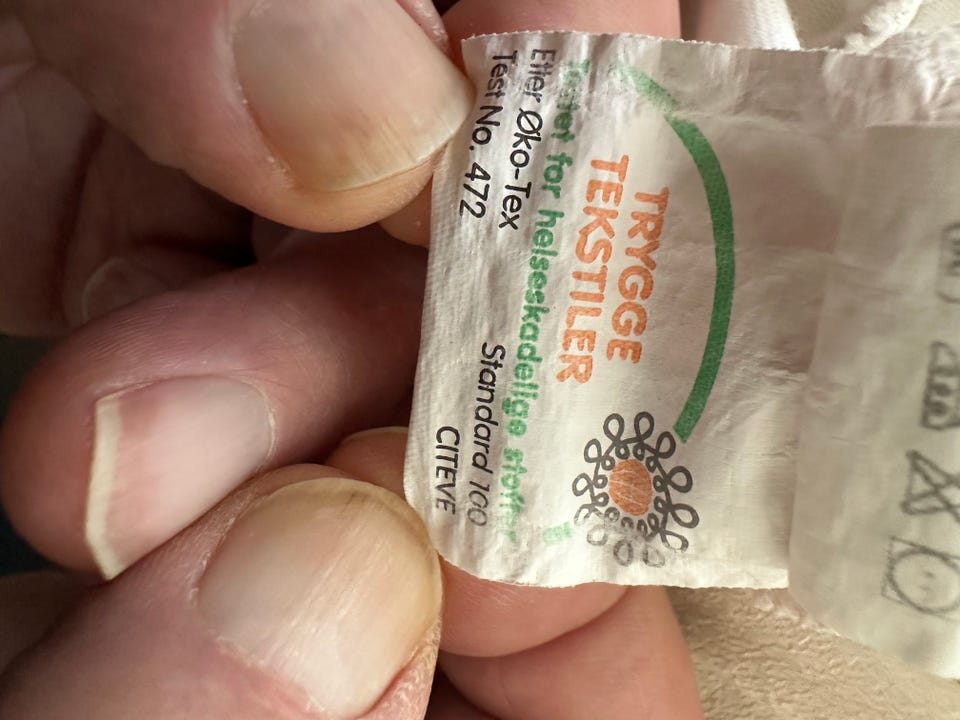 TRYGGE
TEKSTILER
Testet for helseskadelige stoffer
Etter Øko-Tex Standard 100
Test No. 472 CITEVE